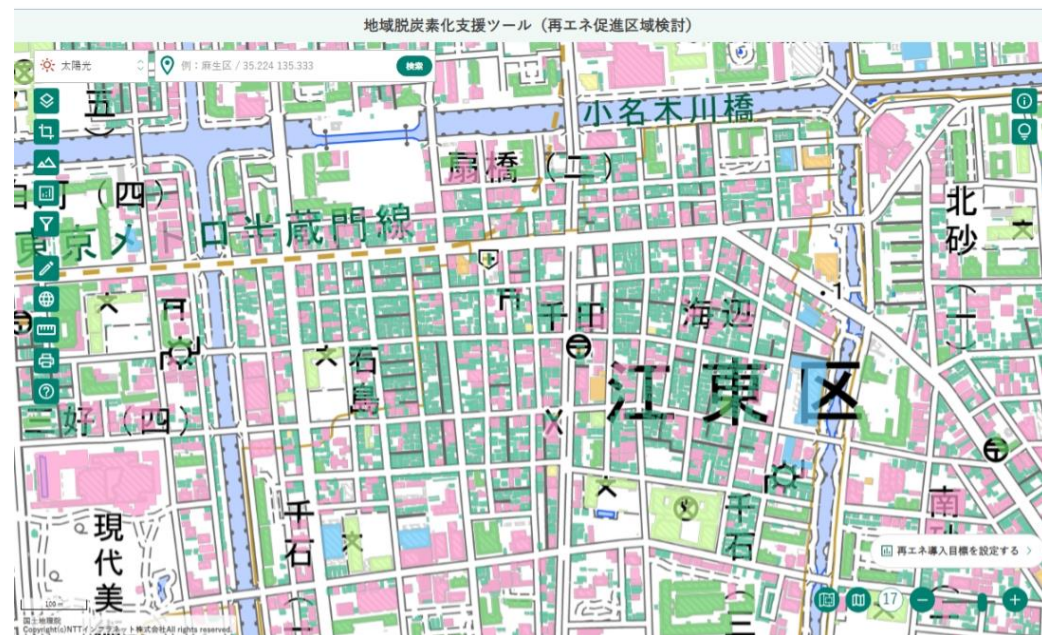 地域脱炭素化支援ツール（再エネ促進区域検討）
太陽光
例：麻生区 / 35.224 135.333
検索
五
小名木川橋
扇橋（二）
（四）
東京メトロ半蔵門線
北砂（一）
・1
千田
海辺
石島
江東区
三好（四）
千石（
千石（三
南砂
現代美
再エネ導入目標を設定する
17
100 m
国土地理院
Copyright(c)NTTインフラネット株式会社All rights reserved.